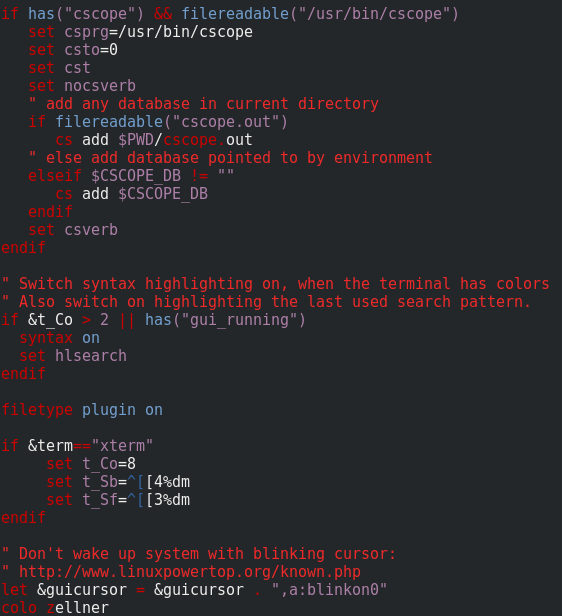 if has("cscope") && filereadable("/usr/bin/cscope")
   set csprg=/usr/bin/cscope
   set csto=0
   set cst
   set nocsverb
   " add any database in current directory
   if filereadable("cscope.out")
      cs add $PWD/cscope.out
   " else add database pointed to by environment
   elseif $CSCOPE_DB != ""
      cs add $CSCOPE_DB
   endif
   set csverb
endif

" Switch syntax highlighting on, when the terminal has colors
" Also switch on highlighting the last used search pattern.
if &t_Co > 2 || has("gui_running")
  syntax on
  set hlsearch
endif

filetype plugin on

if &term=="xterm"
     set t_Co=8
     set t_Sb=^[[4%dm
     set t_Sf=^[[3%dm
endif

" Don't wake up system with blinking cursor:
" http://www.linuxpowertop.org/known.php
let &guicursor = &guicursor . ",a:blinkon0"
colo zellner